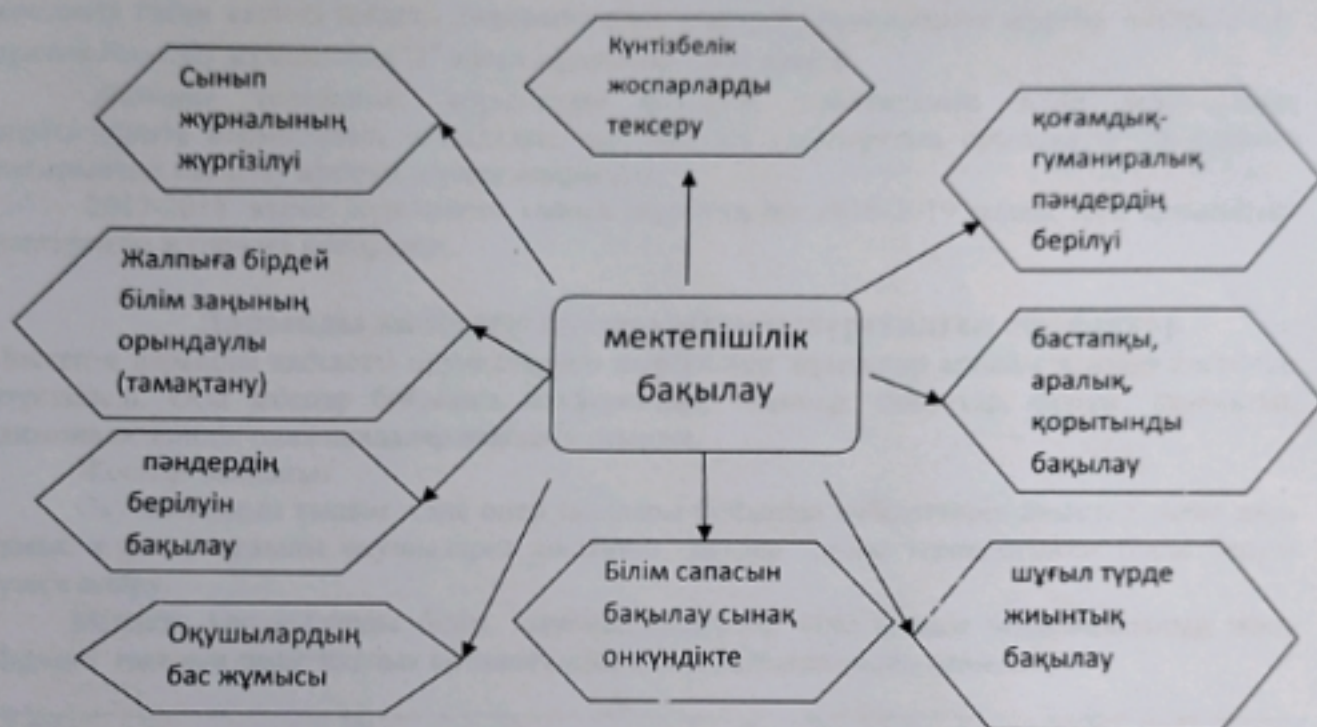 Күнтізбелік
жоспарларды
тексеру
Сынып
журналының
жүргізілуі
қоғамдық-
гуманиралық
пәндердің
берілуі
Жалпыға бірдей
білім заңының
орындаулы
(тамақтану)
мектепішілік
бақылау
бастапқы,
аралық,
қорытынды
бақылау
пәндердің
берілуін
бақылау
Білім сапасын
бақылау сынақ
онкүндікте
шұғыл түрде
жиынтық
бақылау
Оқушылардың
бас жұмысы